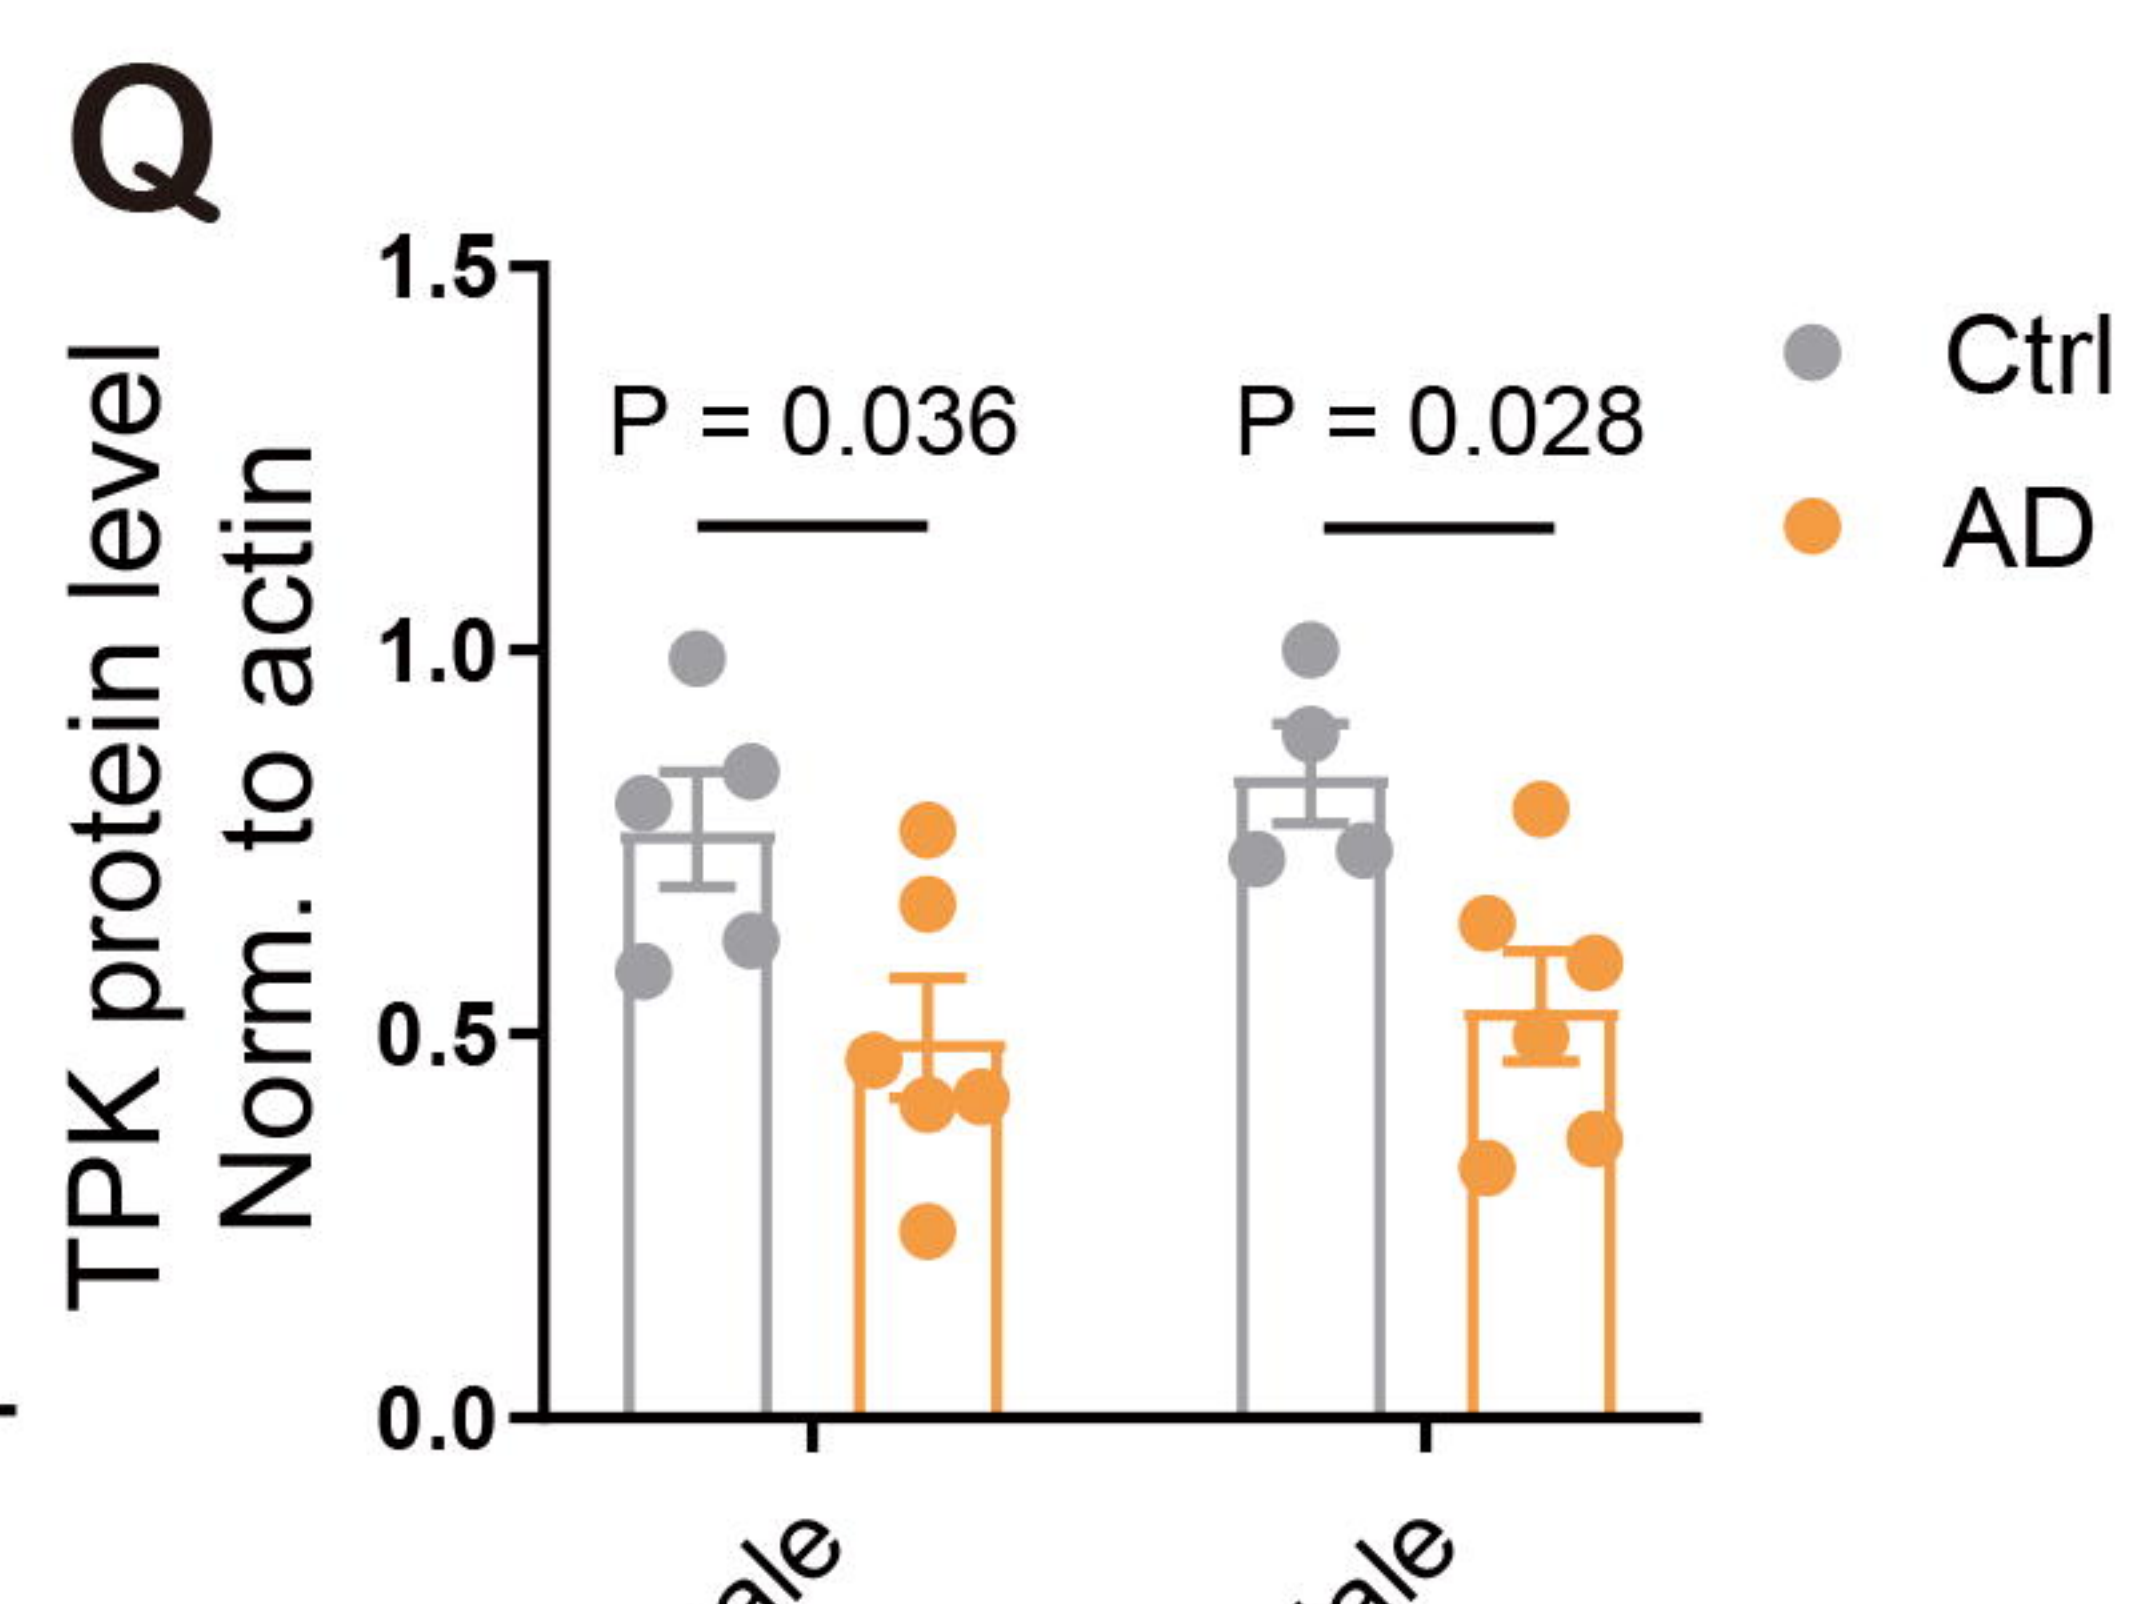 Q
TPK protein level
Norm. to actin
1.5
1.0
0.5
0.0
P = 0.036
P = 0.028
Ctrl
AD